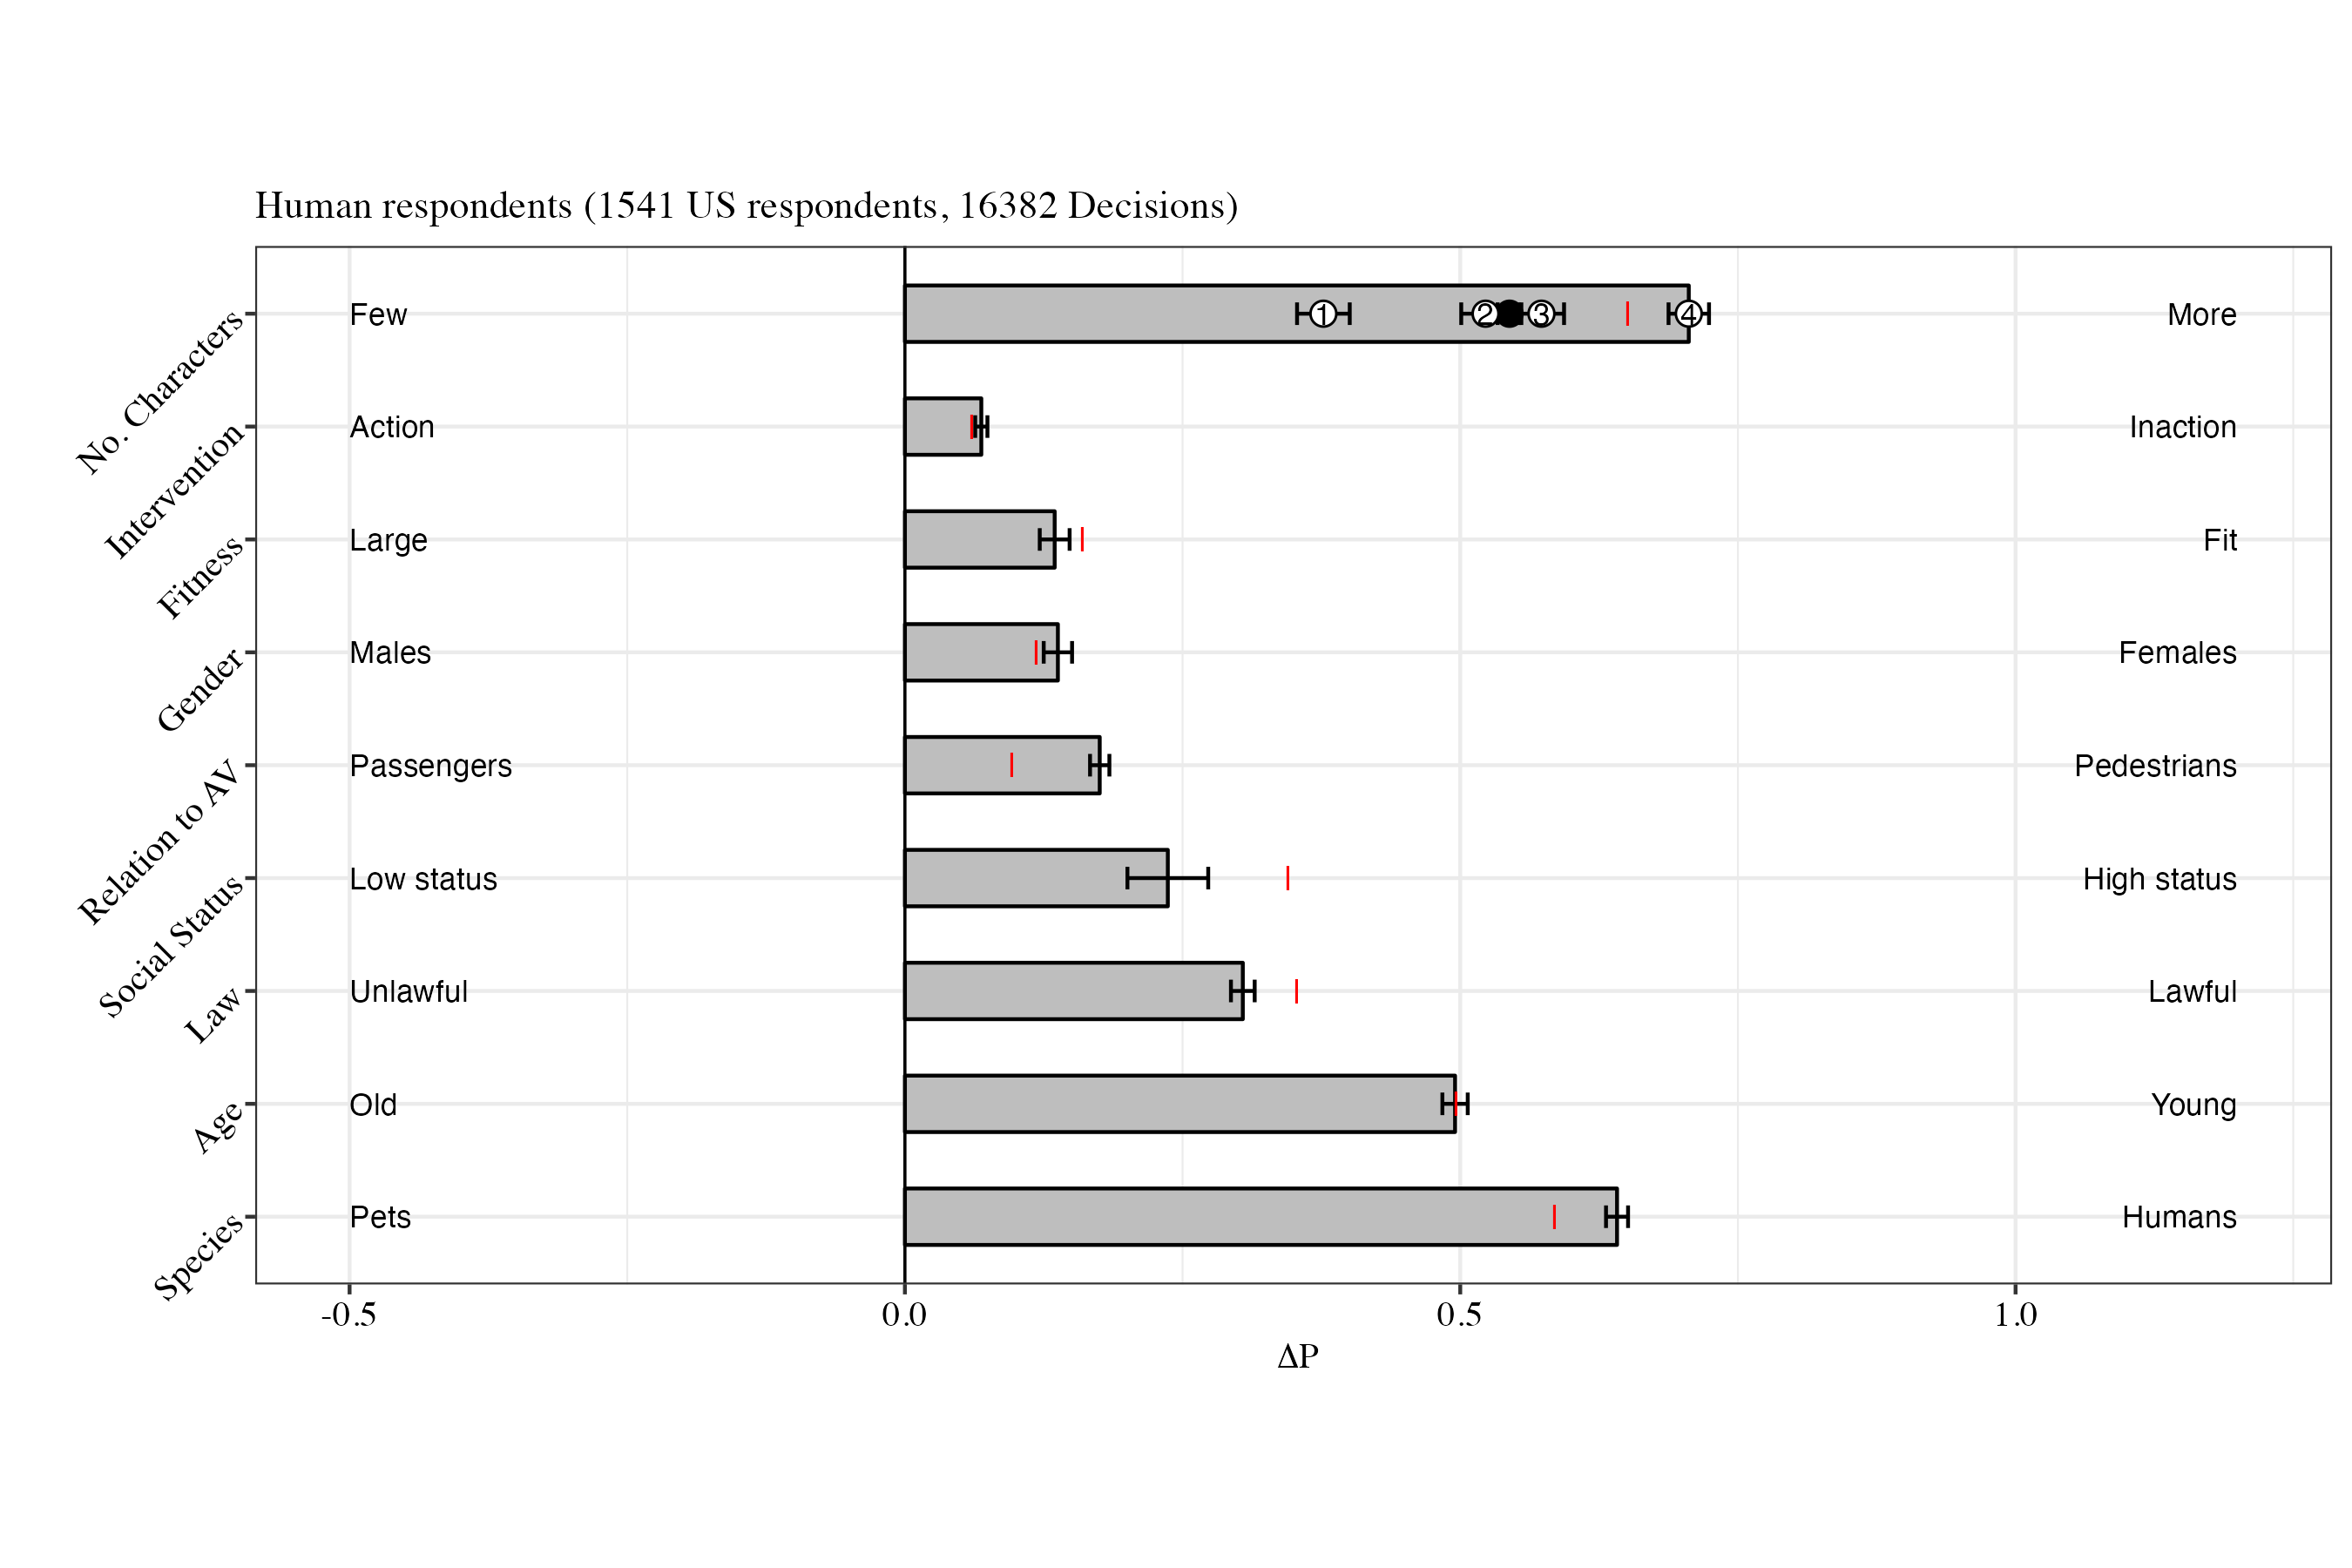 Human respondents (1541 US respondents, 16382 Decisions)
No. Characters
Few
1
2
3
4
More
Intervention
Action
Inaction
Fitness
Large
Fit
Gender
Males
Females
Relation to AV
Passengers
Pedestrians
Social Status
Low status
High status
Law
Unlawful
Lawful
Age
Old
Young
Species
Pets
Humans
-0.5
0.0
0.5
1.0
ΔP